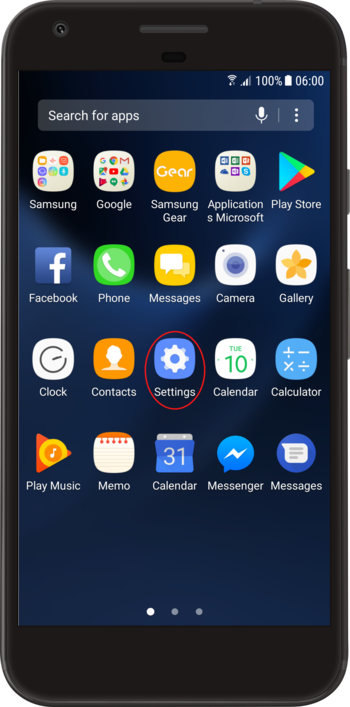 100% 06:00
Search for apps
Samsung
Google
Samsung
Gear
Application
s Microsoft
Play Store
Gear
Facebook
Phone
Messages
Camera
Gallery
TUE
10
Clock
Contacts
Settings
Calendar
Calculator
31
Play Music
Memo
Calendar
Messenger
Messages